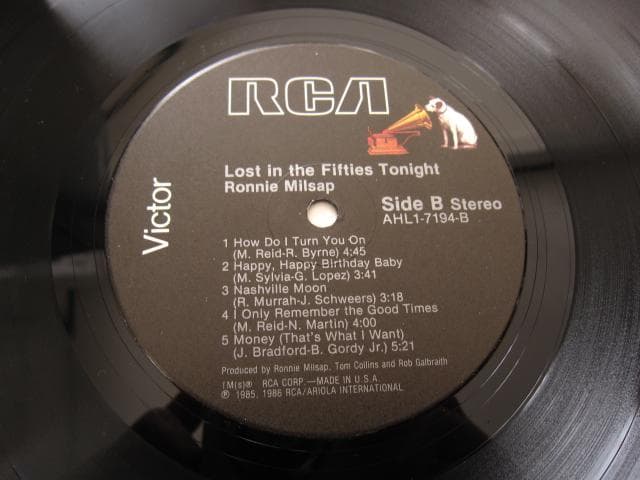 RCA
Victor
Lost in the Fifties Tonight
Ronnie Milsap
Side B Stereo
AHL1-7194-B
1 How Do I Turn You On
(M. Reid-R. Byrne) 4:45
2 Happy, Happy Birthday Baby
(M. Sylvia-G. Lopez) 3:41
3 Nashville Moon
(R. Murrah-J. Schweers) 3:18
4 I Only Remember the Good Times
(M. Reid-N. Martin) 4:00
5 Money (That's What I Want)
(J. Bradford-B. Gordy Jr.) 5:21
Produced by Ronnie Milsap, Tom Collins and Rob Galbraith
TM(s)® RCA CORP.—MADE IN U.S.A.
℗ 1985, 1986 RCA/ARIOLA INTERNATIONAL